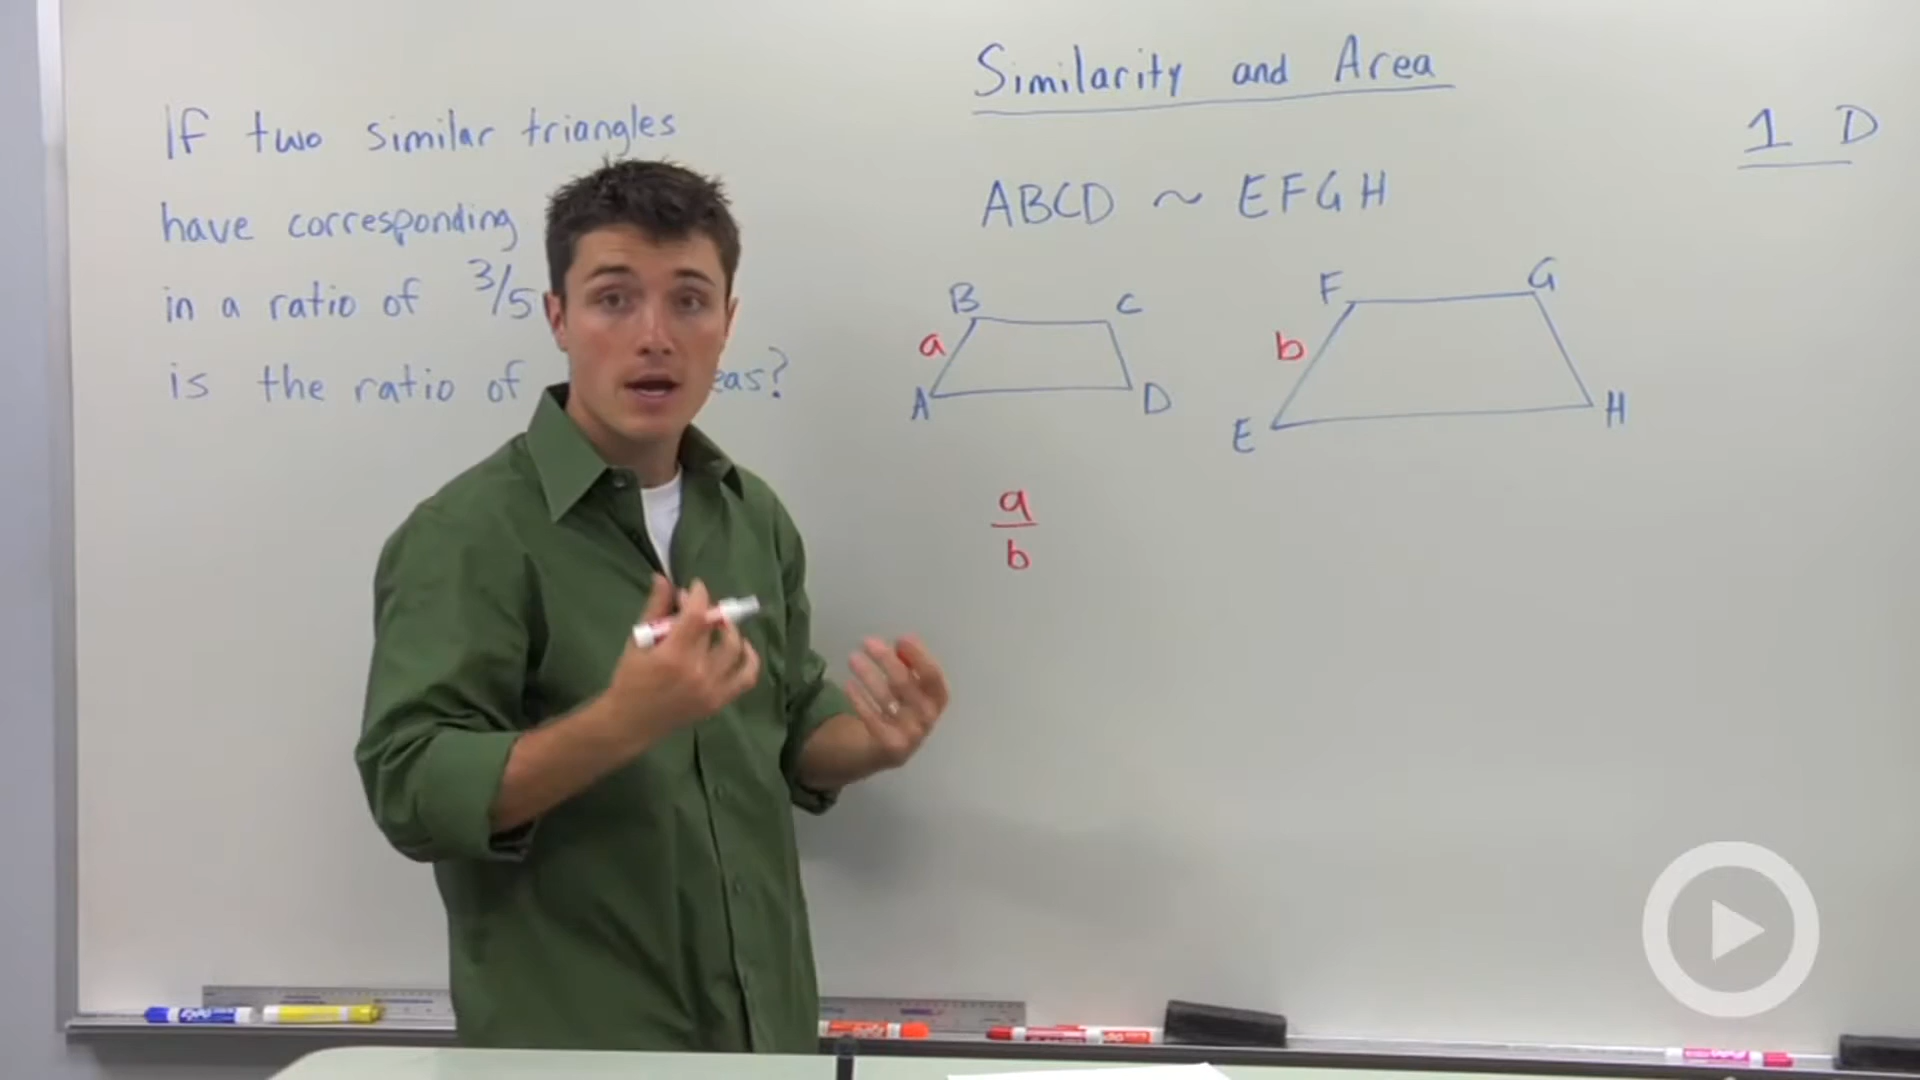 If two similar triangles
have corresponding
in a ratio of 3/5
is the ratio of eas?
Similarity and Area
ABCD ~ EFGH
B
C
a
A
D
F
G
b
E
H
a
b
1 D